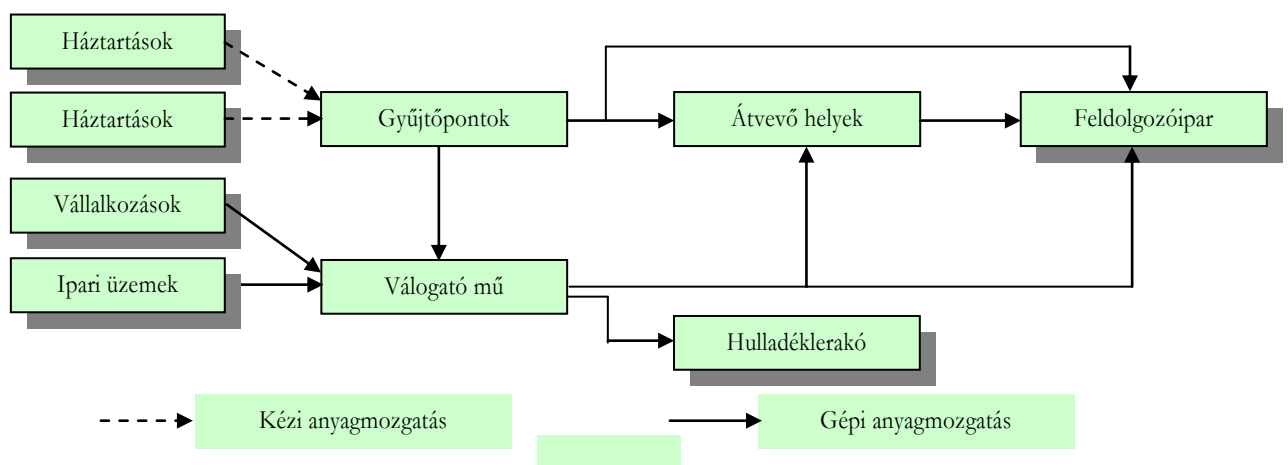 Háztartások
Háztartások
Gyűjtőpontok
Átvevő helyek
Feldolgozóipar
Vállalkozások
Ipari üzemek
Válogató mű
Hulladéklerakó
Kézi anyagmozgatás
Gépi anyagmozgatás